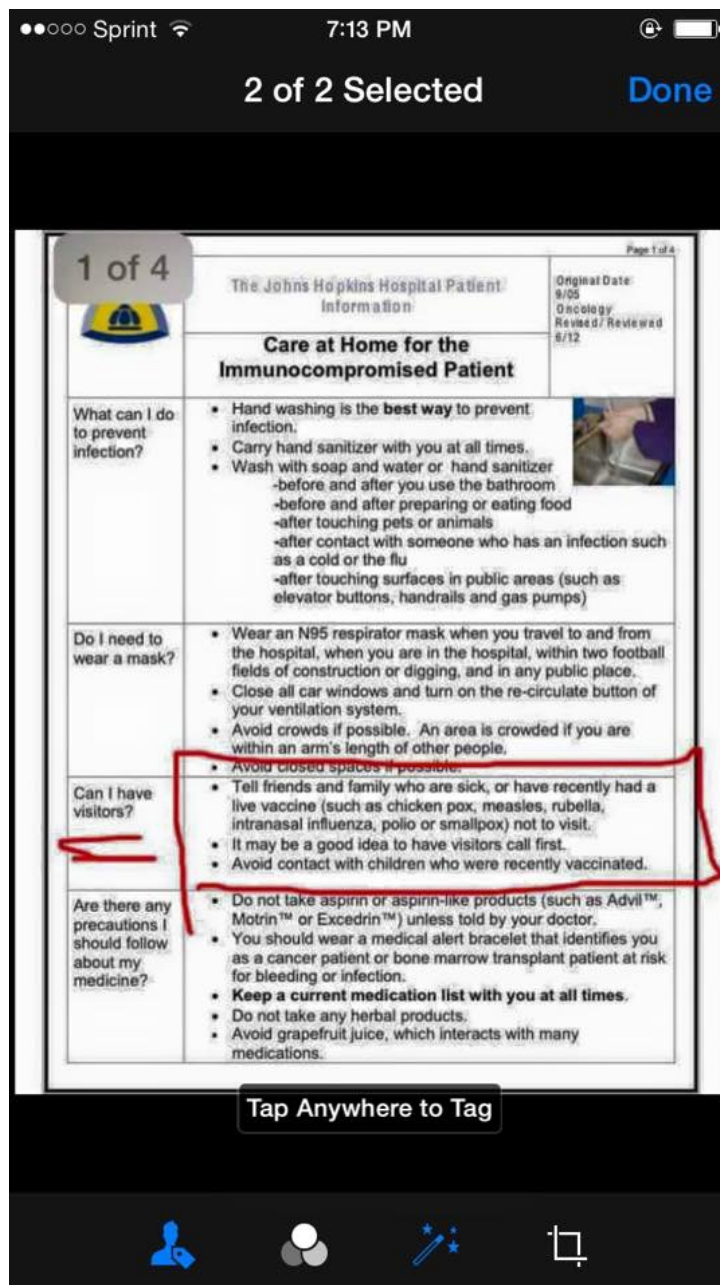 Sprint 7:13 PM
2 of 2 Selected Done
1 of 4
Page 1 of 4
The Johns Hopkins Hospital Patient
Information
Original Date
9/05
Oncology
Revised/Reviewed
6/12
Care at Home for the
Immunocompromised Patient
What can I do
to prevent
infection?
• Hand washing is the best way to prevent
infection.
• Carry hand sanitizer with you at all times.
• Wash with soap and water or hand sanitizer
-before and after you use the bathroom
-before and after preparing or eating food
-after touching pets or animals
-after contact with someone who has an infection such
as a cold or the flu
-after touching surfaces in public areas (such as
elevator buttons, handrails and gas pumps)
Do I need to
wear a mask?
• Wear an N95 respirator mask when you travel to and from
the hospital, when you are in the hospital, within two football
fields of construction or digging, and in any public place.
• Close all car windows and turn on the re-circulate button of
your ventilation system.
• Avoid crowds if possible. An area is crowded if you are
within an arm's length of other people.
• Avoid closed spaces if possible.
Can I have
visitors?
• Tell friends and family who are sick, or have recently had a
live vaccine (such as chicken pox, measles, rubella,
intranasal influenza, polio or smallpox) not to visit.
• It may be a good idea to have visitors call first.
• Avoid contact with children who were recently vaccinated.
Are there any
precautions I
should follow
about my
medicine?
• Do not take aspirin or aspirin-like products (such as Advil™,
Motrin™ or Excedrin™) unless told by your doctor.
• You should wear a medical alert bracelet that identifies you
as a cancer patient or bone marrow transplant patient at risk
for bleeding or infection.
• Keep a current medication list with you at all times.
• Do not take any herbal products.
• Avoid grapefruit juice, which interacts with many
medications.
Tap Anywhere to Tag